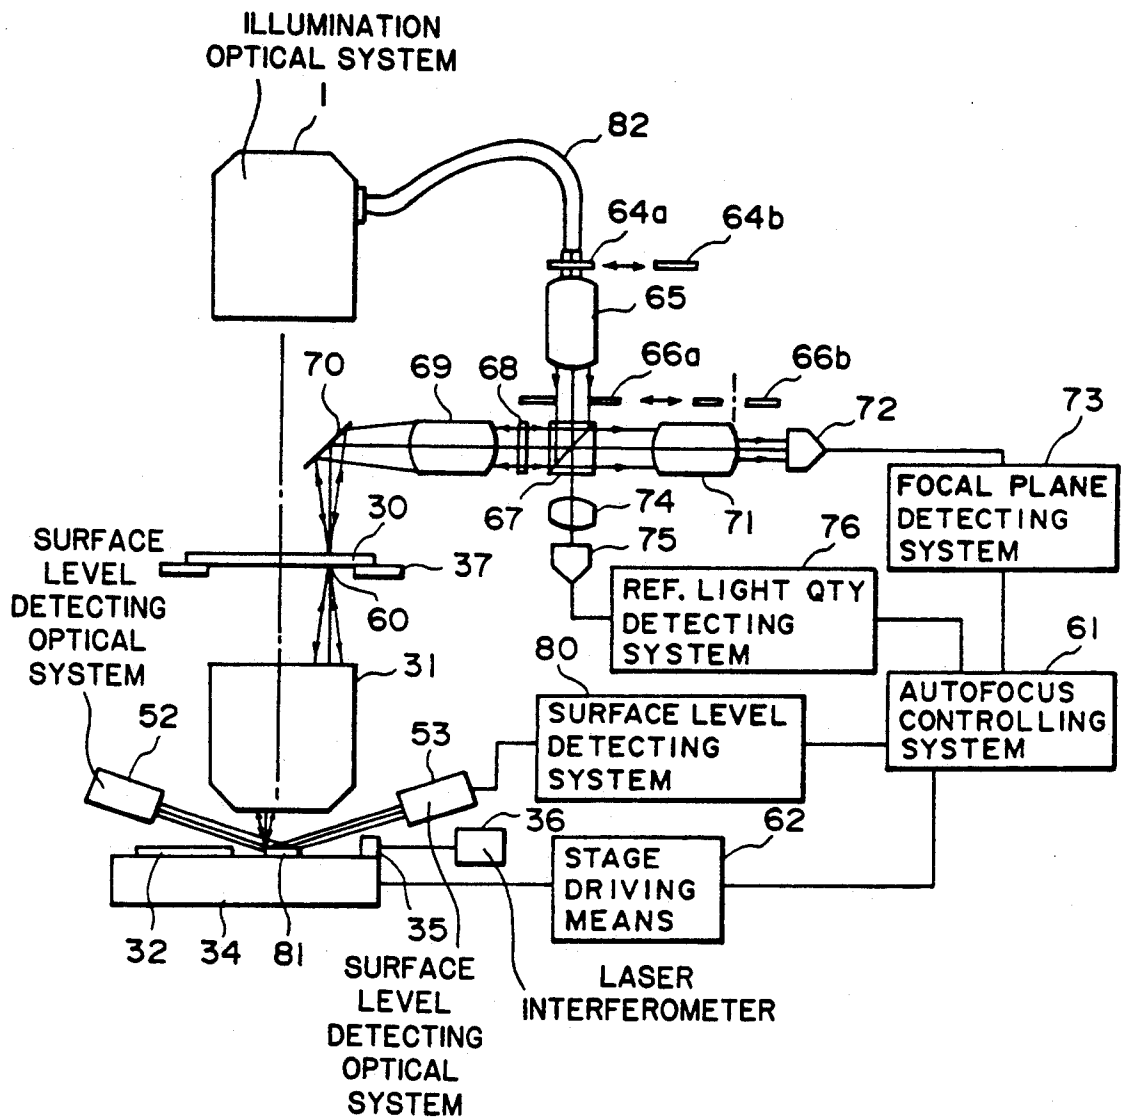 ILLUMINATION
OPTICAL SYSTEM
1
82
64a
64b
65
66a
66b
70
69
68
72
73
FOCAL PLANE
DETECTING
SYSTEM
67
74
71
30
75
76
SURFACE
LEVEL
DETECTING
OPTICAL
SYSTEM
37
60
REF. LIGHT QTY
DETECTING
SYSTEM
61
31
80
AUTOFOCUS
CONTROLLING
SYSTEM
SURFACE LEVEL
DETECTING
SYSTEM
52
53
36
62
STAGE
DRIVING
MEANS
32
34
81
35
SURFACE
LEVEL
DETECTING
OPTICAL
SYSTEM
LASER
INTERFEROMETER